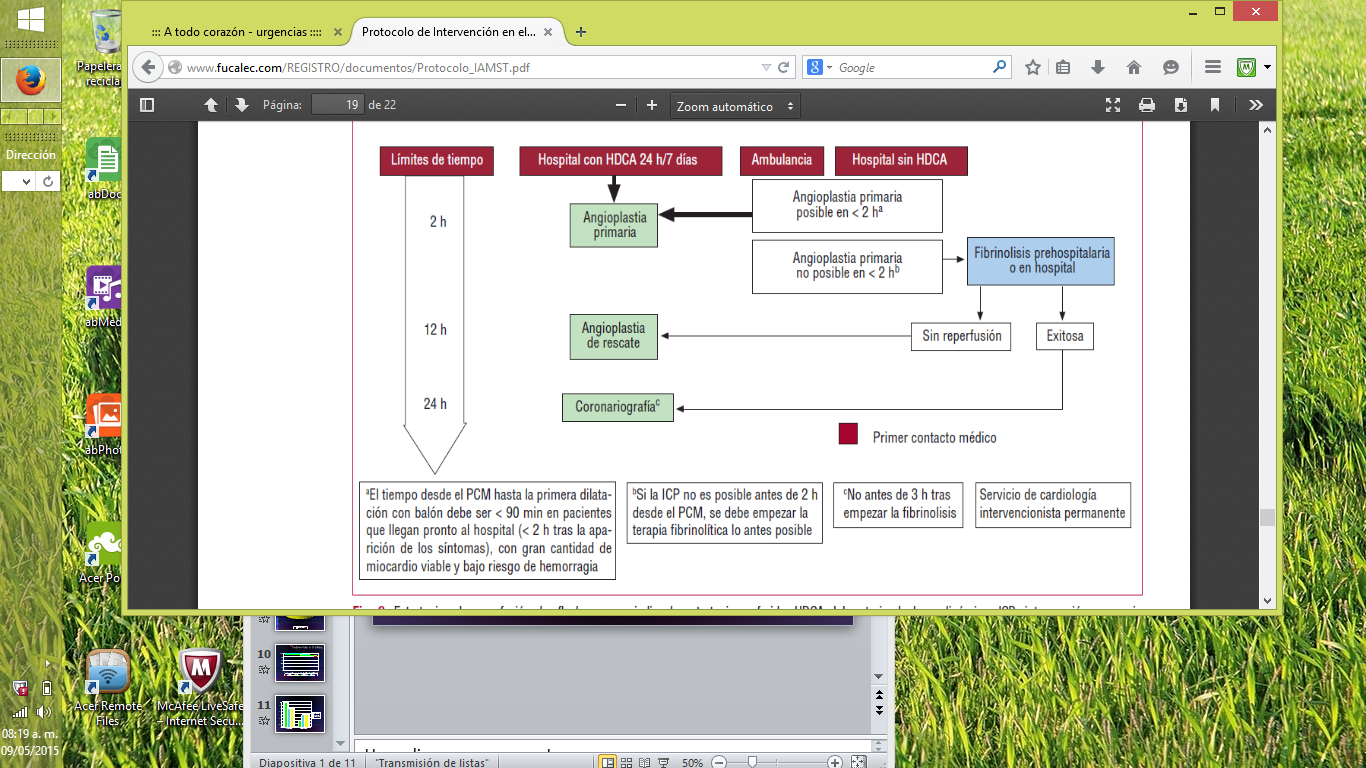 ::: A todo corazón - urgencias ::::
Protocolo de Intervención en el...
www.fucalec.com/REGISTRO/documentos/Protocolo_IAMST.pdf
Google
Página:
19
de 22
Zoom automático
Límites de tiempo
Hospital con HDCA 24 h/7 días
Ambulancia
Hospital sin HDCA
2 h
Angioplastia
primaria
Angioplastia primaria
posible en < 2 hª
Angioplastia primaria
no posible en < 2 hᵇ
Fibrinolisis prehospitalaria
o en hospital
12 h
Angioplastia
de rescate
Sin reperfusión
Exitosa
24 h
Coronariografíaᶜ
Primer contacto médico
ªEl tiempo desde el PCM hasta la primera dilata-
ción con balón debe ser < 90 min en pacientes
que llegan pronto al hospital (< 2 h tras la apa-
rición de los síntomas), con gran cantidad de
miocardio viable y bajo riesgo de hemorragia
ᵇSi la ICP no es posible antes de 2 h
desde el PCM, se debe empezar la
terapia fibrinolítica lo antes posible
ᶜNo antes de 3 h tras
empezar la fibrinolisis
Servicio de cardiología
intervencionista permanente
Papelera
recicla
Dirección
abDoc
abMed
abPhot
Acer Po
Acer Remote
Files
McAfee LiveSafe
– Internet Secu...
08:19 a. m.
09/05/2015
10
11
Diapositiva 1 de 11
"Transmisión de listas"
50%